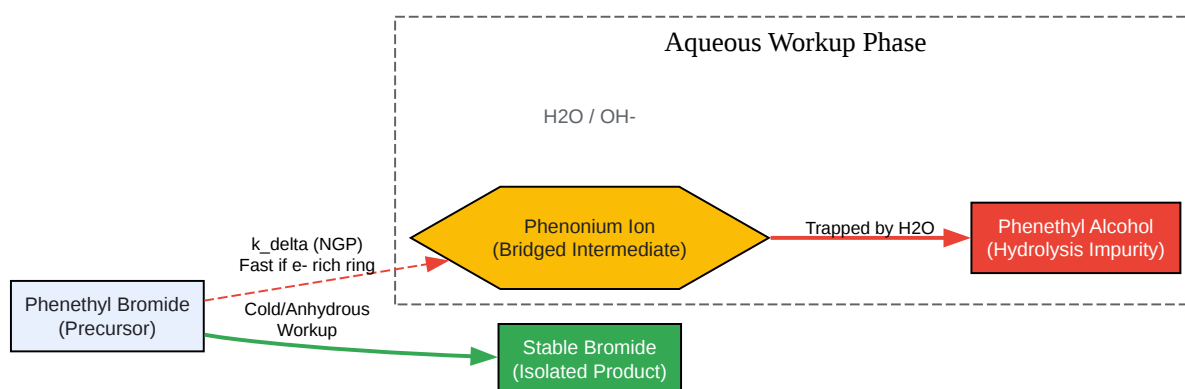 Aqueous Workup Phase
H2O / OH-
Phenonium Ion
(Bridged Intermediate)
Trapped by H2O
Phenethyl Alcohol
(Hydrolysis Impurity)
k_delta (NGP)
Fast if e- rich ring
Phenethyl Bromide
(Precursor)
Cold/Anhydrous
Workup
Stable Bromide
(Isolated Product)